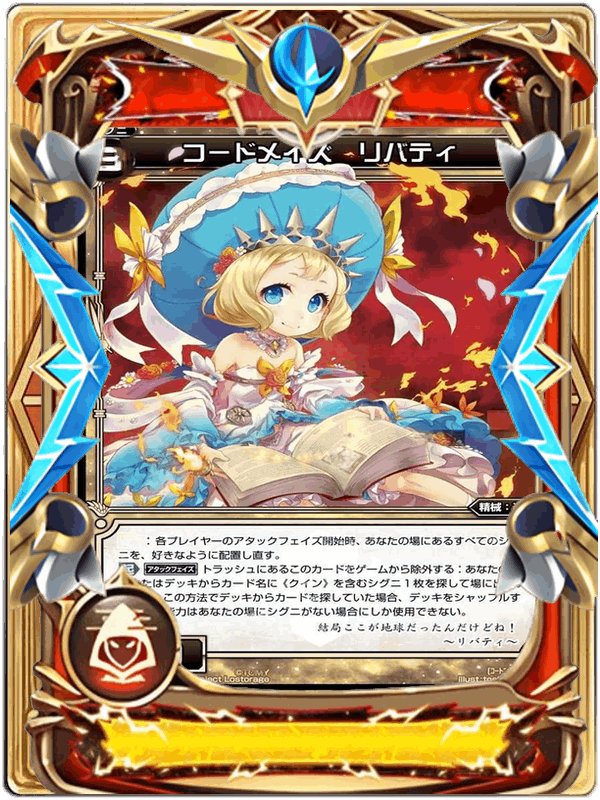 コードメイズ リバティ
精械:
:各プレイヤーのアタックフェイズ開始時、あなたの場にあるすべてのシ
ニを、好きなように配置し直す。
アタックフェイズ トラッシュにあるこのカードをゲームから除外する:あなたの
たはデッキからカード名に《クイン》を含むシグニ1枚を探して場に出
この方法でデッキからカードを探していた場合、デッキをシャッフルす
力はあなたの場にシグニがない場合にしか使用できない。
結局ここが地球だったんだけどね!
～リバティ～
Lostorage